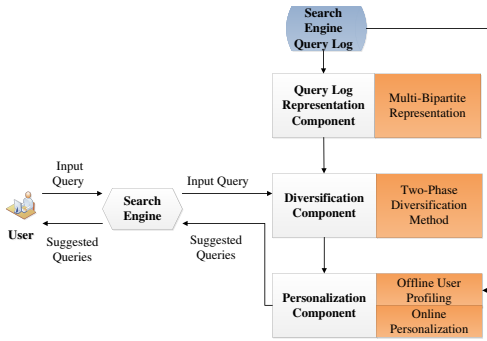 Search
Engine
Query Log
Query Log
Representation
Component
Multi-Bipartite
Representation
Input
Query
Input Query
Search
Engine
User
Suggested
Queries
Suggested
Queries
Diversification
Component
Two-Phase
Diversification
Method
Personalization
Component
Offline User
Profiling
Online
Personalization